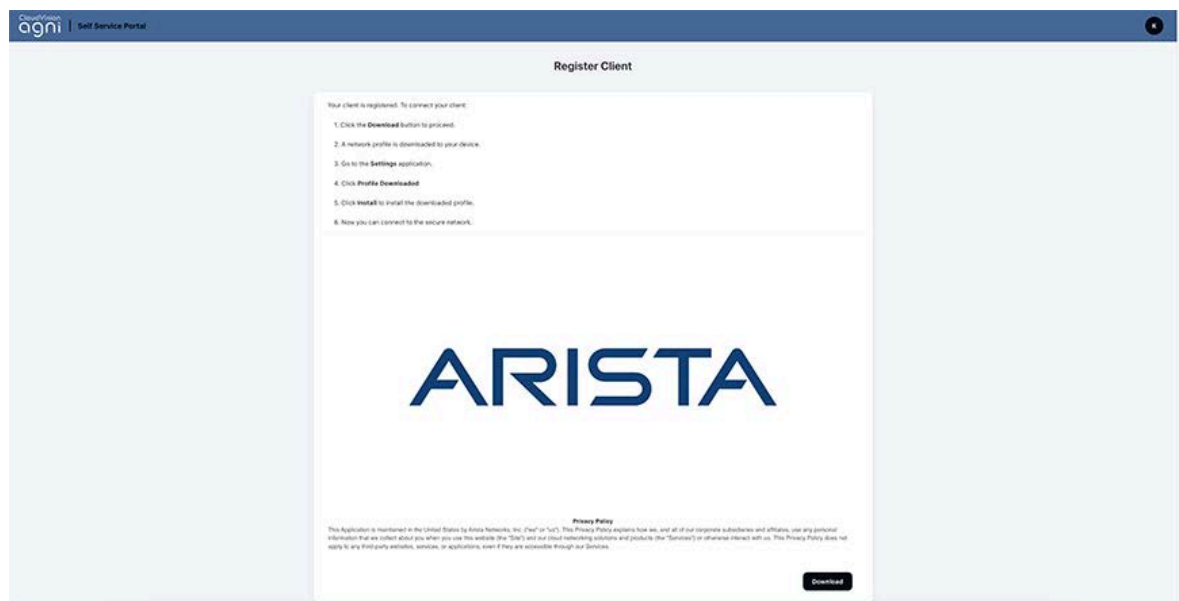 CloudVision
agni | Self Service Portal
K
Register Client
Your client is registered. To connect your client:
1. Click the Download button to proceed.
2. A network profile is downloaded to your device.
3. Go to the Settings application.
4. Click Profile Downloaded
5. Click Install to install the downloaded profile.
6. Now you can connect to the secure network.
ARISTA
Privacy Policy
This Application is maintained in the United States by Arista Networks, Inc. ("we" or "us"). This Privacy Policy explains how we, and all of our corporate subsidiaries and affiliates, use any personal
information that we collect about you when you use this website (the "Site") and our cloud networking solutions and products (the "Services") or otherwise interact with us. This Privacy Policy does not
apply to any third-party websites, services, or applications, even if they are accessible through our Services.
Download